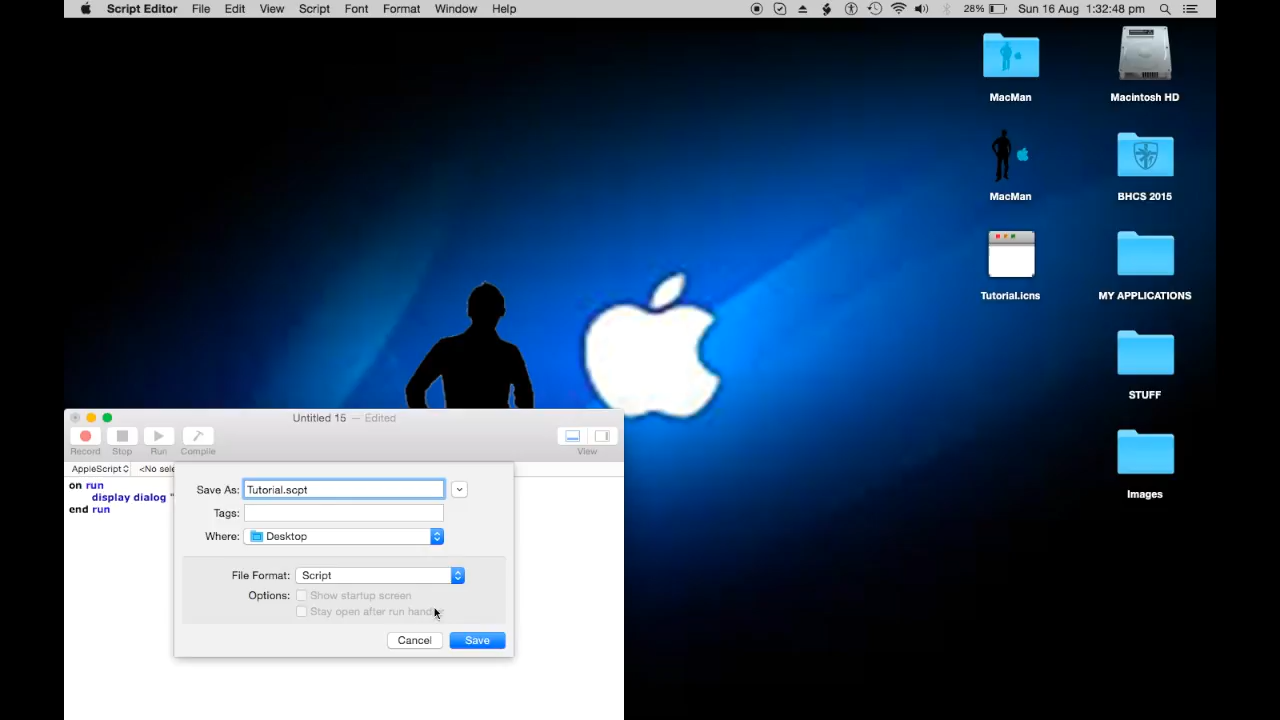 Script Editor File Edit View Script Font Format Window Help 28% Sun 16 Aug 1:32:48 pm
MacMan
Macintosh HD
MacMan
BHCS 2015
Tutorial.icns
MY APPLICATIONS
STUFF
Images
Untitled 15 — Edited
Record Stop Run Compile View
AppleScript <No sele
on run
display dialog "
end run
Save As: Tutorial.scpt
Tags:
Where: Desktop
File Format: Script
Options: Show startup screen
Stay open after run handler
Cancel Save